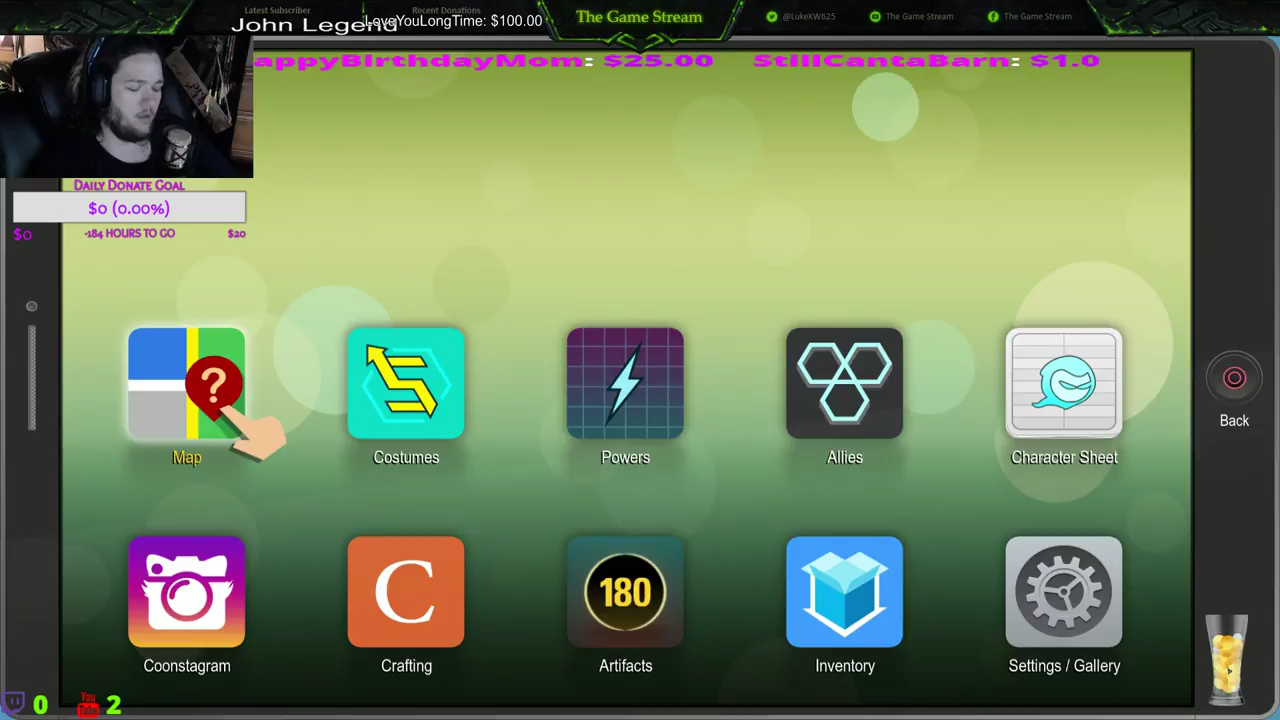 Latest Subscriber
Recent Donations
John Legend
LoveYouLongTime: $100.00
The Game Stream
@LukeKW625
The Game Stream
The Game Stream
appyBirthdayMom: $25.00 StillCantaBarn: $1.0
Daily Donate Goal
$0 (0.00%)
$0
-184 HOURS TO GO
$20
?
Map
Costumes
Powers
Allies
Character Sheet
Back
C
180
Coonstagram
Crafting
Artifacts
Inventory
Settings / Gallery
0
You Tube
2